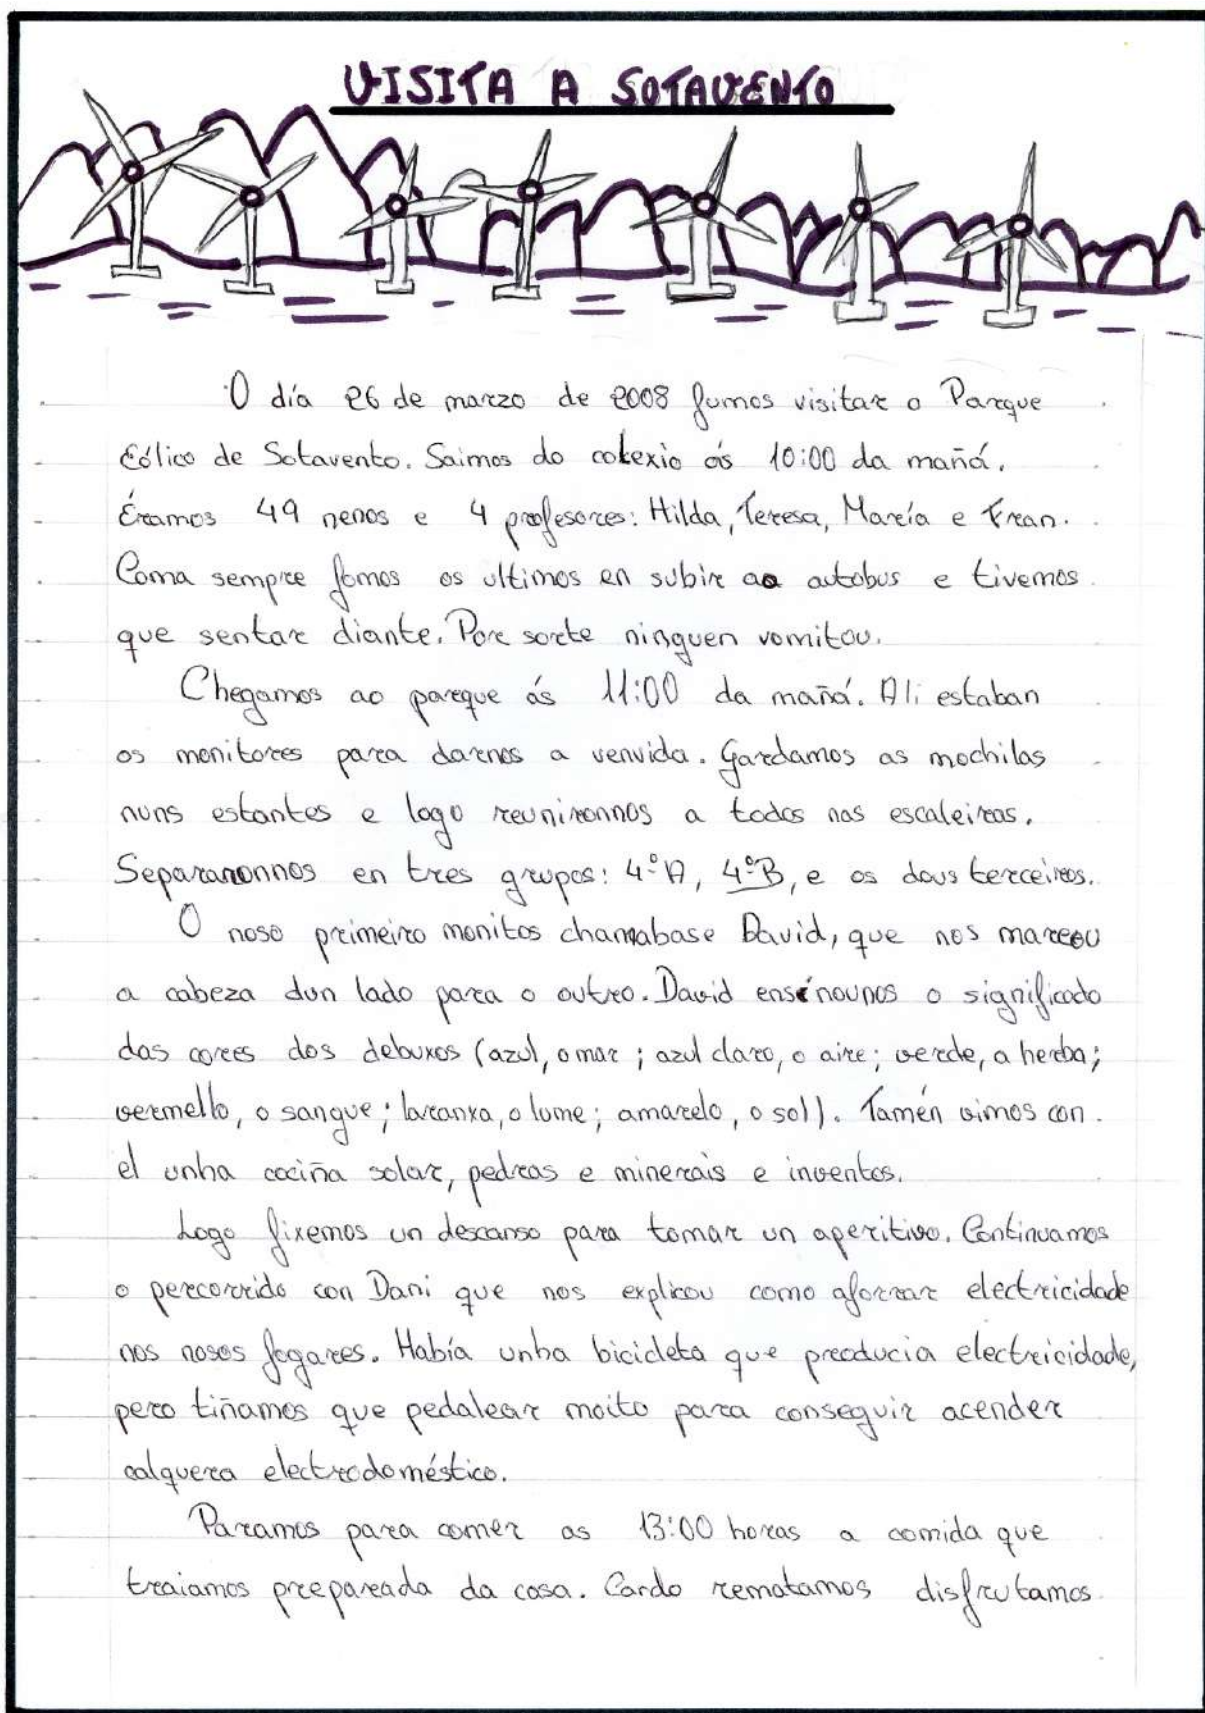 VISITA A SOTAVENTO
O día 26 de marzo de 2008 fumos visitar o Parque
Eólico de Sotavento. Saimos do colexio ás 10:00 da mañá.
Éramos 49 nenos e 4 profesores: Hilda, Teresa, María e Fran.
Coma sempre fomos os ultimos en subir ao autobus e tivemos
que sentar diante. Por sorte ninguen vomitou.
Chegamos ao parque ás 11:00 da mañá. Ali estaban
os monitores para darnos a venvida. Gardamos as mochilas
nuns estantes e logo reunironnos a todos nas escaleiras.
Separaronnos en tres grupos: 4ºA, 4ºB, e os dous terceiros.
O noso primeiro monitos chamabase David, que nos mareou
a cabeza dun lado para o outro. David ensinounos o significado
das cores dos debuxos (azul, o mar; azul claro, o aire; verde, a herba;
vermello, o sangue; laranxa, o lume; amarelo, o sol). Tamén vimos con
el unha cociña solar, pedras e minerais e inventos.
Logo fixemos un descanso para tomar un aperitivo. Continuamos
o percorrido con Dani que nos explicou como aforrar electricidade
nos nosos fogares. Había unha bicicleta que producia electricidade,
pero tiñamos que pedalear moito para conseguir acender
calquera electrodoméstico.
Paramos para comer as 13:00 horas a comida que
traiamos preparada da casa. Cando rematamos disfrutamos